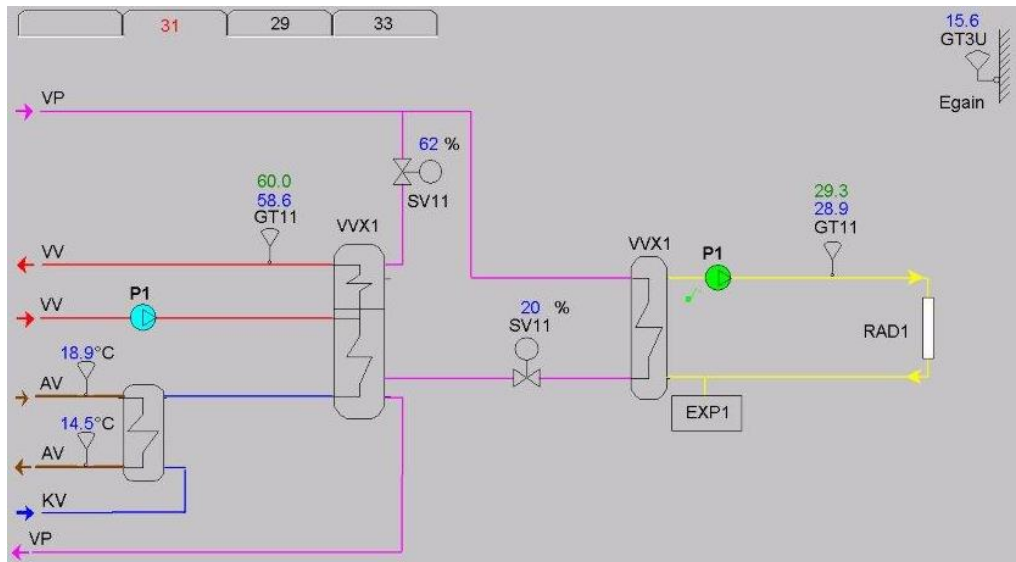 31 29 33
15.6
GT3U
Egain
VP
62 %
SV11
60.0
58.6
GT11
VVX1
29.3
28.9
GT11
VVX1
P1
VV
VV
P1
20 %
SV11
RAD1
18.9°C
AV
14.5°C
AV
EXP1
KV
VP